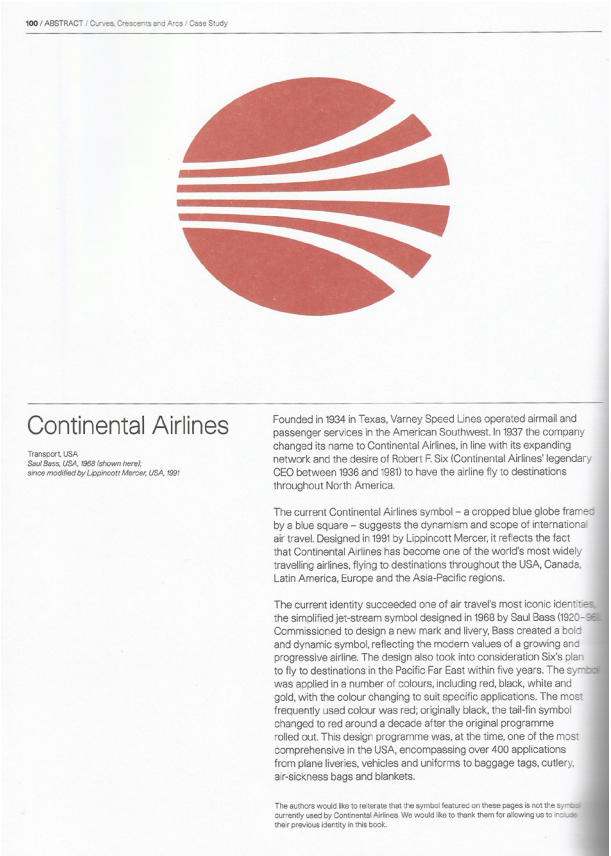 100 / ABSTRACT / Curves, Crescents and Arcs / Case Study
Continental Airlines
Transport, USA
Saul Bass, USA, 1968 (shown here);
since modified by Lippincott Mercer, USA, 1991
Founded in 1934 in Texas, Varney Speed Lines operated airmail and
passenger services in the American Southwest. In 1937 the company
changed its name to Continental Airlines, in line with its expanding
network and the desire of Robert F. Six (Continental Airlines' legendary
CEO between 1936 and 1981) to have the airline fly to destinations
throughout North America.
The current Continental Airlines symbol – a cropped blue globe framed
by a blue square – suggests the dynamism and scope of international
air travel. Designed in 1991 by Lippincott Mercer, it reflects the fact
that Continental Airlines has become one of the world's most widely
travelling airlines, flying to destinations throughout the USA, Canada,
Latin America, Europe and the Asia-Pacific regions.
The current identity succeeded one of air travel's most iconic identities,
the simplified jet-stream symbol designed in 1968 by Saul Bass (1920–96).
Commissioned to design a new mark and livery, Bass created a bold
and dynamic symbol, reflecting the modern values of a growing and
progressive airline. The design also took into consideration Six's plan
to fly to destinations in the Pacific Far East within five years. The symbol
was applied in a number of colours, including red, black, white and
gold, with the colour changing to suit specific applications. The most
frequently used colour was red; originally black, the tail-fin symbol
changed to red around a decade after the original programme
rolled out. This design programme was, at the time, one of the most
comprehensive in the USA, encompassing over 400 applications
from plane liveries, vehicles and uniforms to baggage tags, cutlery,
air-sickness bags and blankets.
The authors would like to reiterate that the symbol featured on these pages is not the symbol
currently used by Continental Airlines. We would like to thank them for allowing us to include
their previous identity in this book.